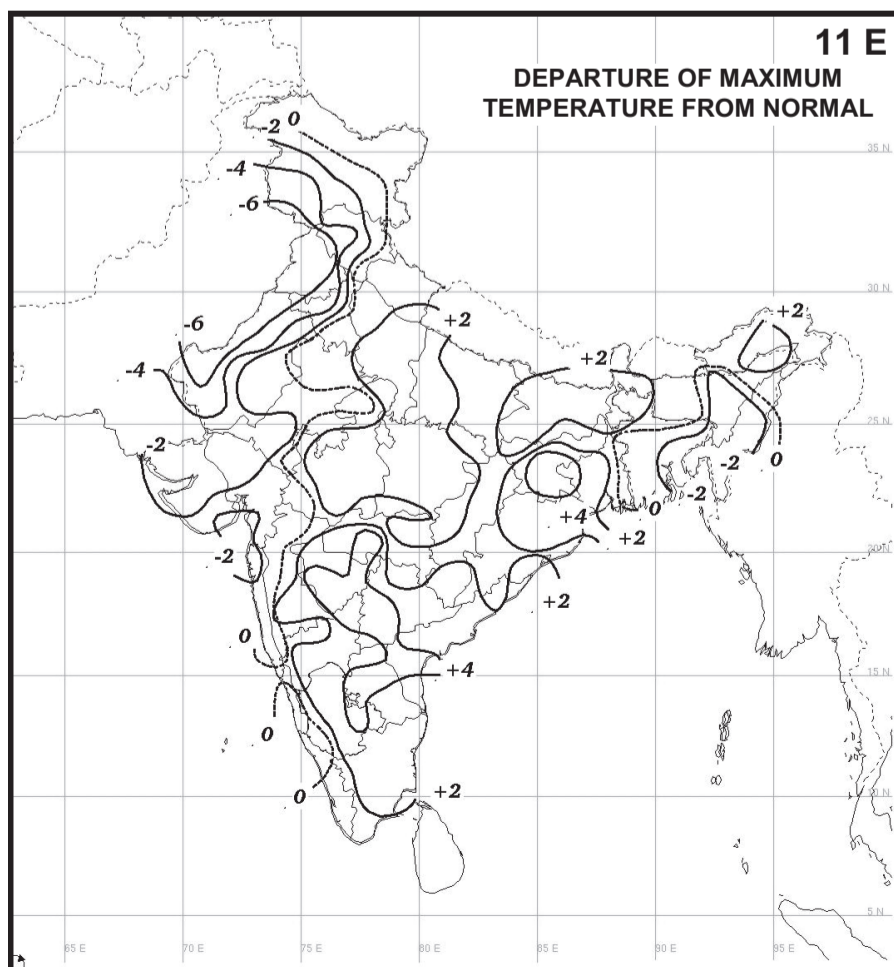 11 E
DEPARTURE OF MAXIMUM
TEMPERATURE FROM NORMAL
-2 0
35 N
-4
-6
30 N
+2
+2
-6
+2
-4
25 N
-2
-2
0
-2
0
+4
+2
20 N
-2
+2
0
+4
15 N
0
0
+2
10 N
5 N
65 E
70 E
75 E
80 E
85 E
90 E
95 E